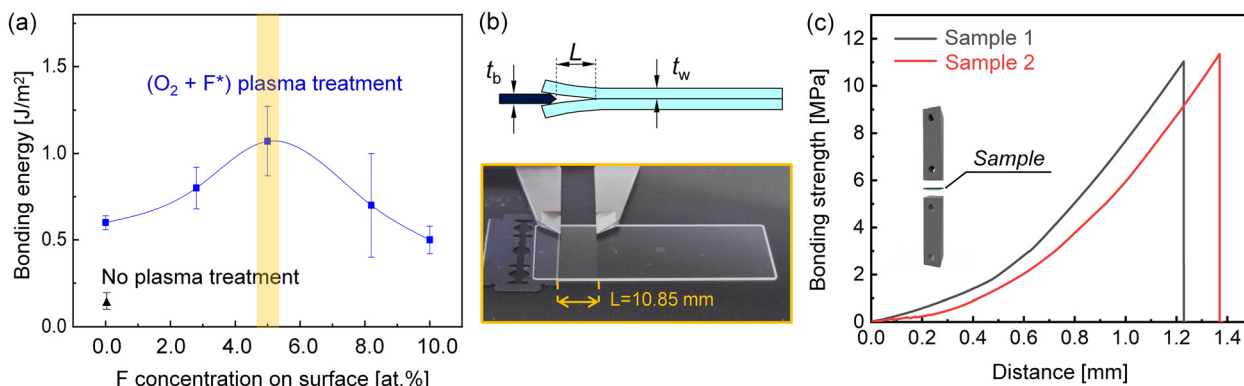 (a)
1.5
1.0
0.5
0.0
Bonding energy [J/m²]
(O₂ + F*) plasma treatment
No plasma treatment
0.0 2.0 4.0 6.0 8.0 10.0
F concentration on surface [at.%]
(b)
L
t_b
t_w
L=10.85 mm
(c)
12
10
8
6
4
2
0
Bonding strength [MPa]
Sample 1
Sample 2
Sample
0.0 0.2 0.4 0.6 0.8 1.0 1.2 1.4
Distance [mm]